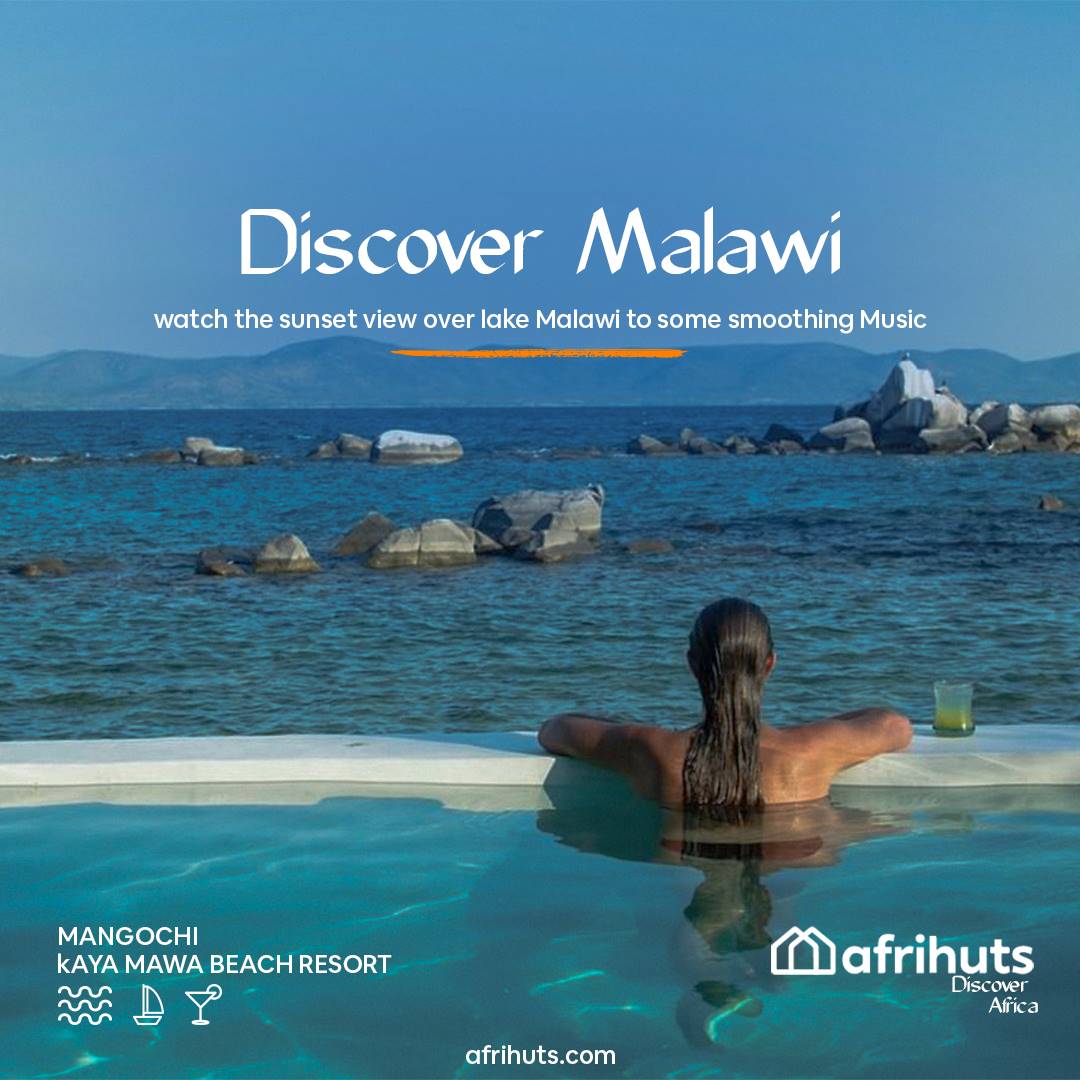 Discover Malawi
watch the sunset view over lake Malawi to some smoothing Music
MANGOCHI
kAYA MAWA BEACH RESORT
afrihuts
Discover
Africa
afrihuts.com